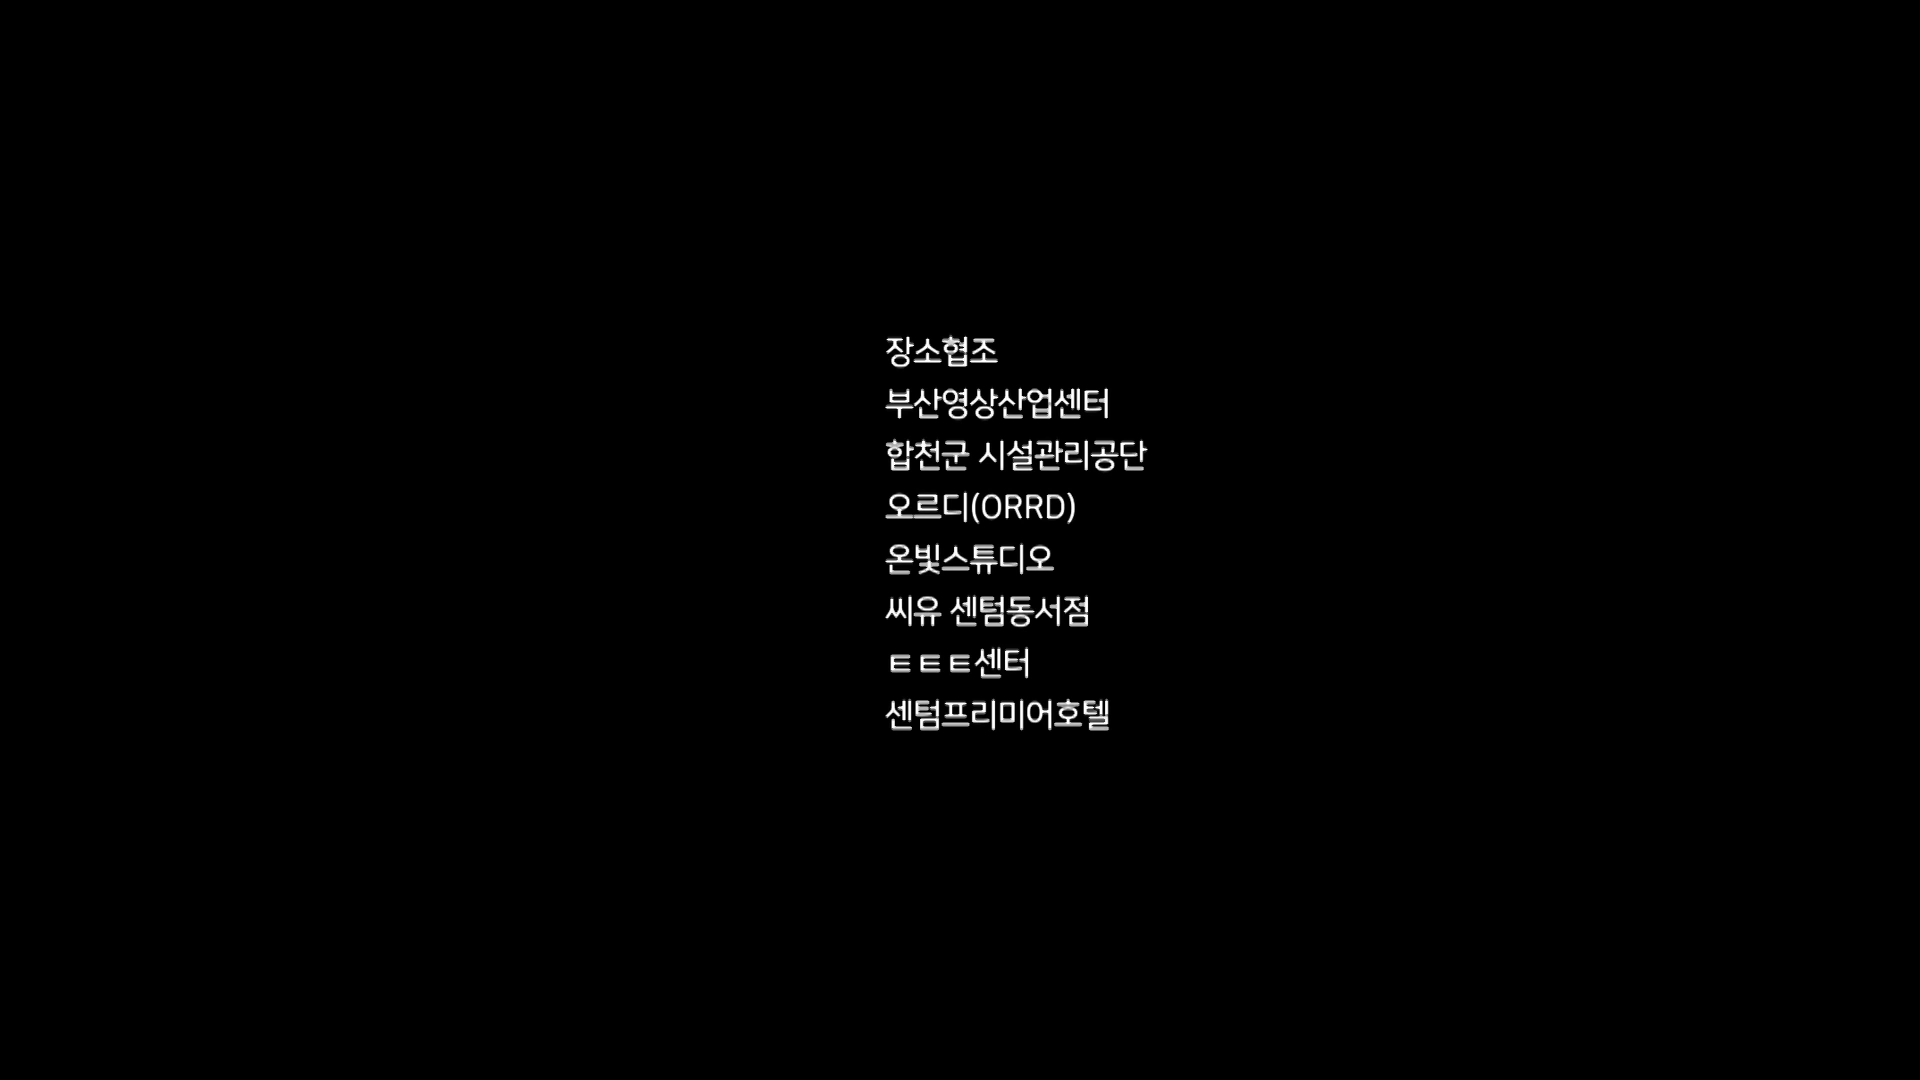 장소협조
부산영상산업센터
합천군 시설관리공단
오르디(ORRD)
온빛스튜디오
씨유 센텀동서점
ㅌㅌㅌ센터
센텀프리미어호텔